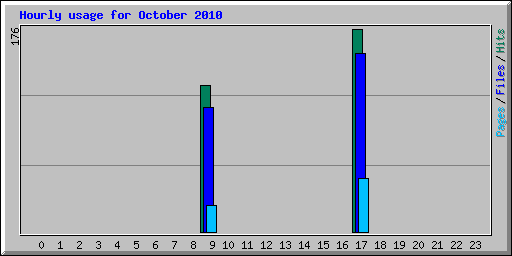 Hourly usage for October 2010
176
Pages/Files/Hits
0 1 2 3 4 5 6 7 8 9 10 11 12 13 14 15 16 17 18 19 20 21 22 23